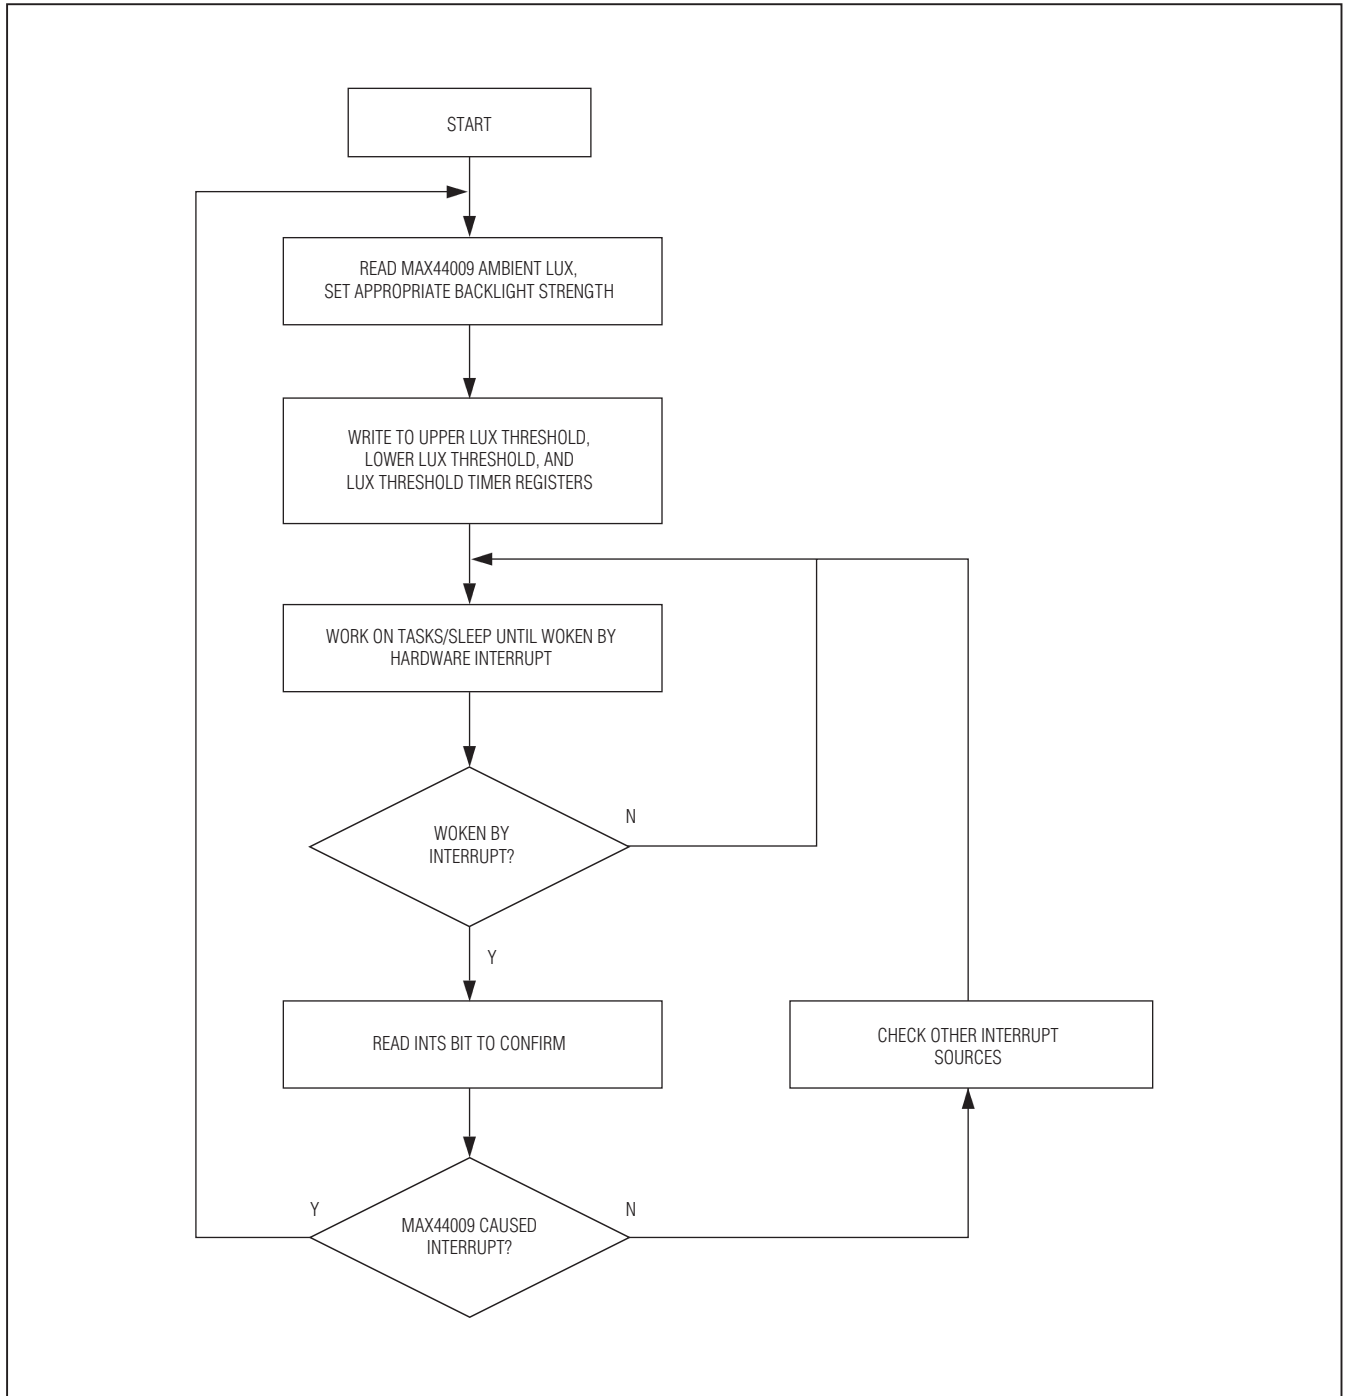 START
READ MAX44009 AMBIENT LUX,
SET APPROPRIATE BACKLIGHT STRENGTH
WRITE TO UPPER LUX THRESHOLD,
LOWER LUX THRESHOLD, AND
LUX THRESHOLD TIMER REGISTERS
WORK ON TASKS/SLEEP UNTIL WOKEN BY
HARDWARE INTERRUPT
WOKEN BY
INTERRUPT?
N
Y
READ INTS BIT TO CONFIRM
CHECK OTHER INTERRUPT
SOURCES
Y
MAX44009 CAUSED
INTERRUPT?
N